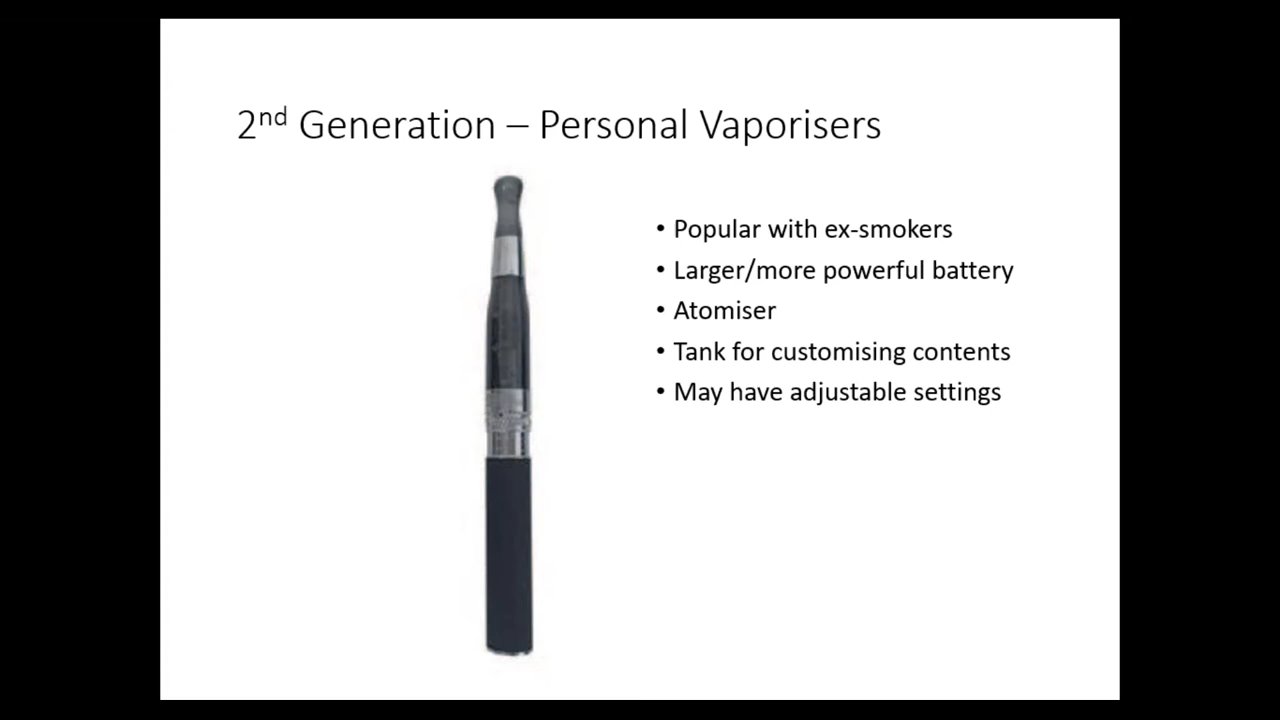 2nd Generation – Personal Vaporisers
• Popular with ex-smokers
• Larger/more powerful battery
• Atomiser
• Tank for customising contents
• May have adjustable settings